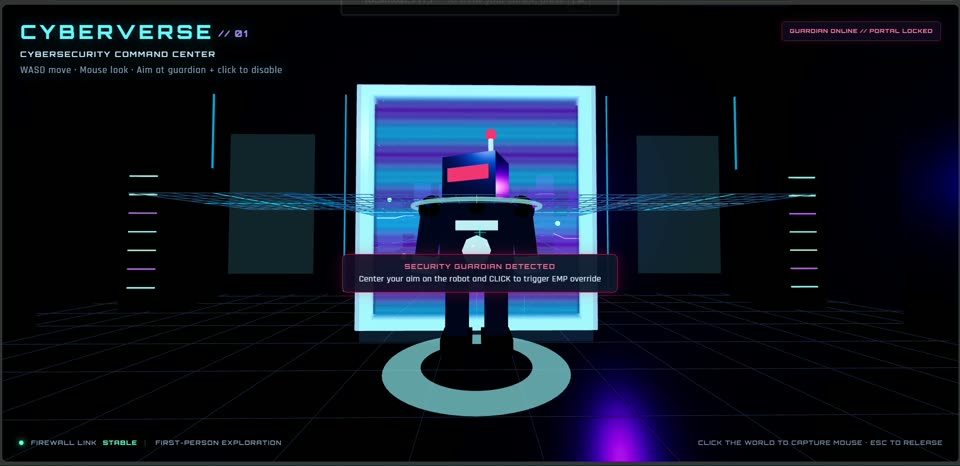 CYBERVERSE // 01
GUARDIAN ONLINE // PORTAL LOCKED
CYBERSECURITY COMMAND CENTER
WASD move · Mouse look · Aim at guardian + click to disable
SECURITY GUARDIAN DETECTED
Center your aim on the robot and CLICK to trigger EMP override
FIREWALL LINK STABLE | FIRST-PERSON EXPLORATION
CLICK THE WORLD TO CAPTURE MOUSE · ESC TO RELEASE